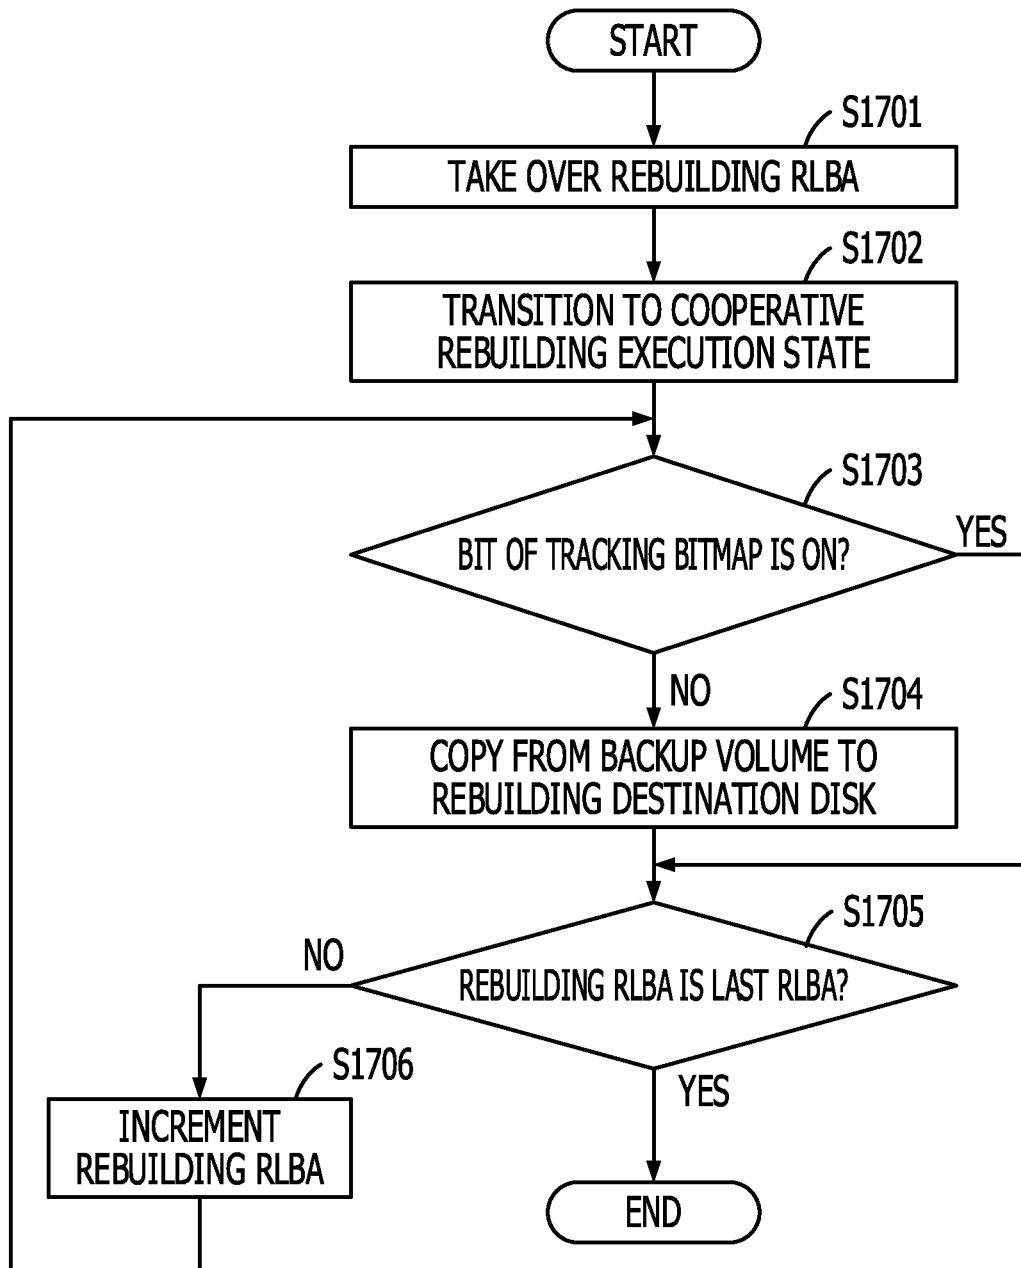 START
S1701
TAKE OVER REBUILDING RLBA
S1702
TRANSITION TO COOPERATIVE
REBUILDING EXECUTION STATE
S1703
BIT OF TRACKING BITMAP IS ON?
YES
NO
S1704
COPY FROM BACKUP VOLUME TO
REBUILDING DESTINATION DISK
S1705
NO
REBUILDING RLBA IS LAST RLBA?
S1706
YES
INCREMENT
REBUILDING RLBA
END